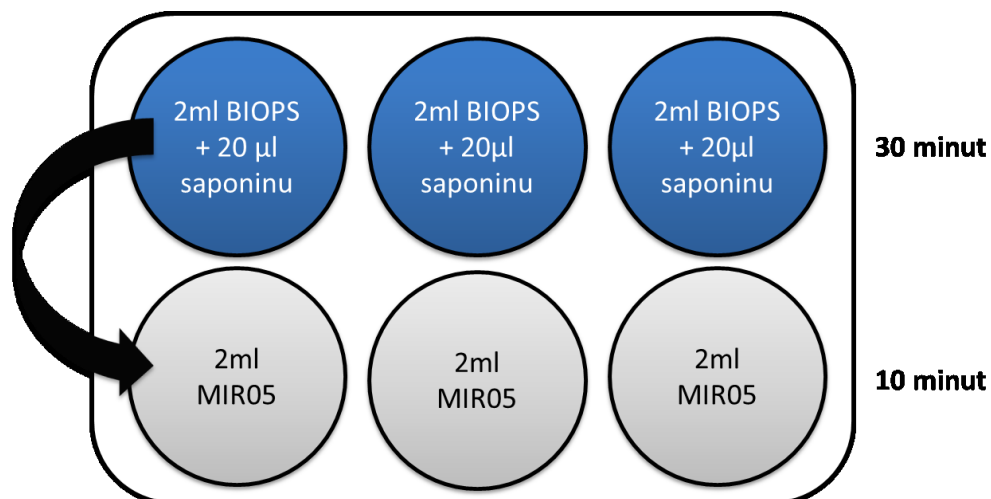 2ml BIOPS
+ 20 µl
saponinu
2ml BIOPS
+ 20µl
saponinu
2ml BIOPS
+ 20µl
saponinu
30 minut
2ml
MIR05
2ml
MIR05
2ml
MIR05
10 minut